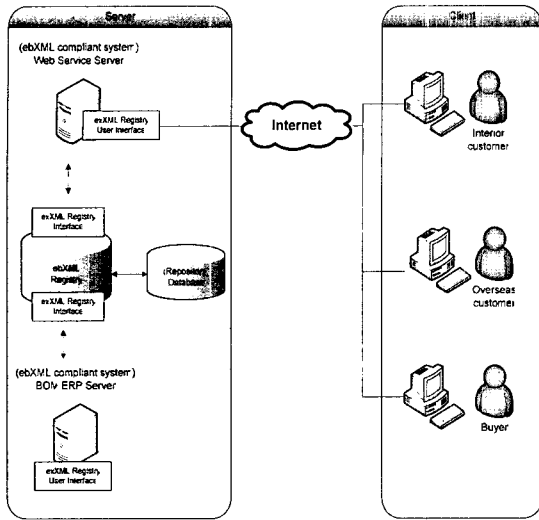 Server
(ebXML compliant system)
Web Service Server
exXML Registry
User Interface
exXML Registry
Interface
ebXML
Registry
(Repository
Database)
exXML Registry
Interface
(ebXML compliant system)
BOM ERP Server
exXML Registry
User Interface
Internet
Client
Interior
customer
Overseas
customer
Buyer